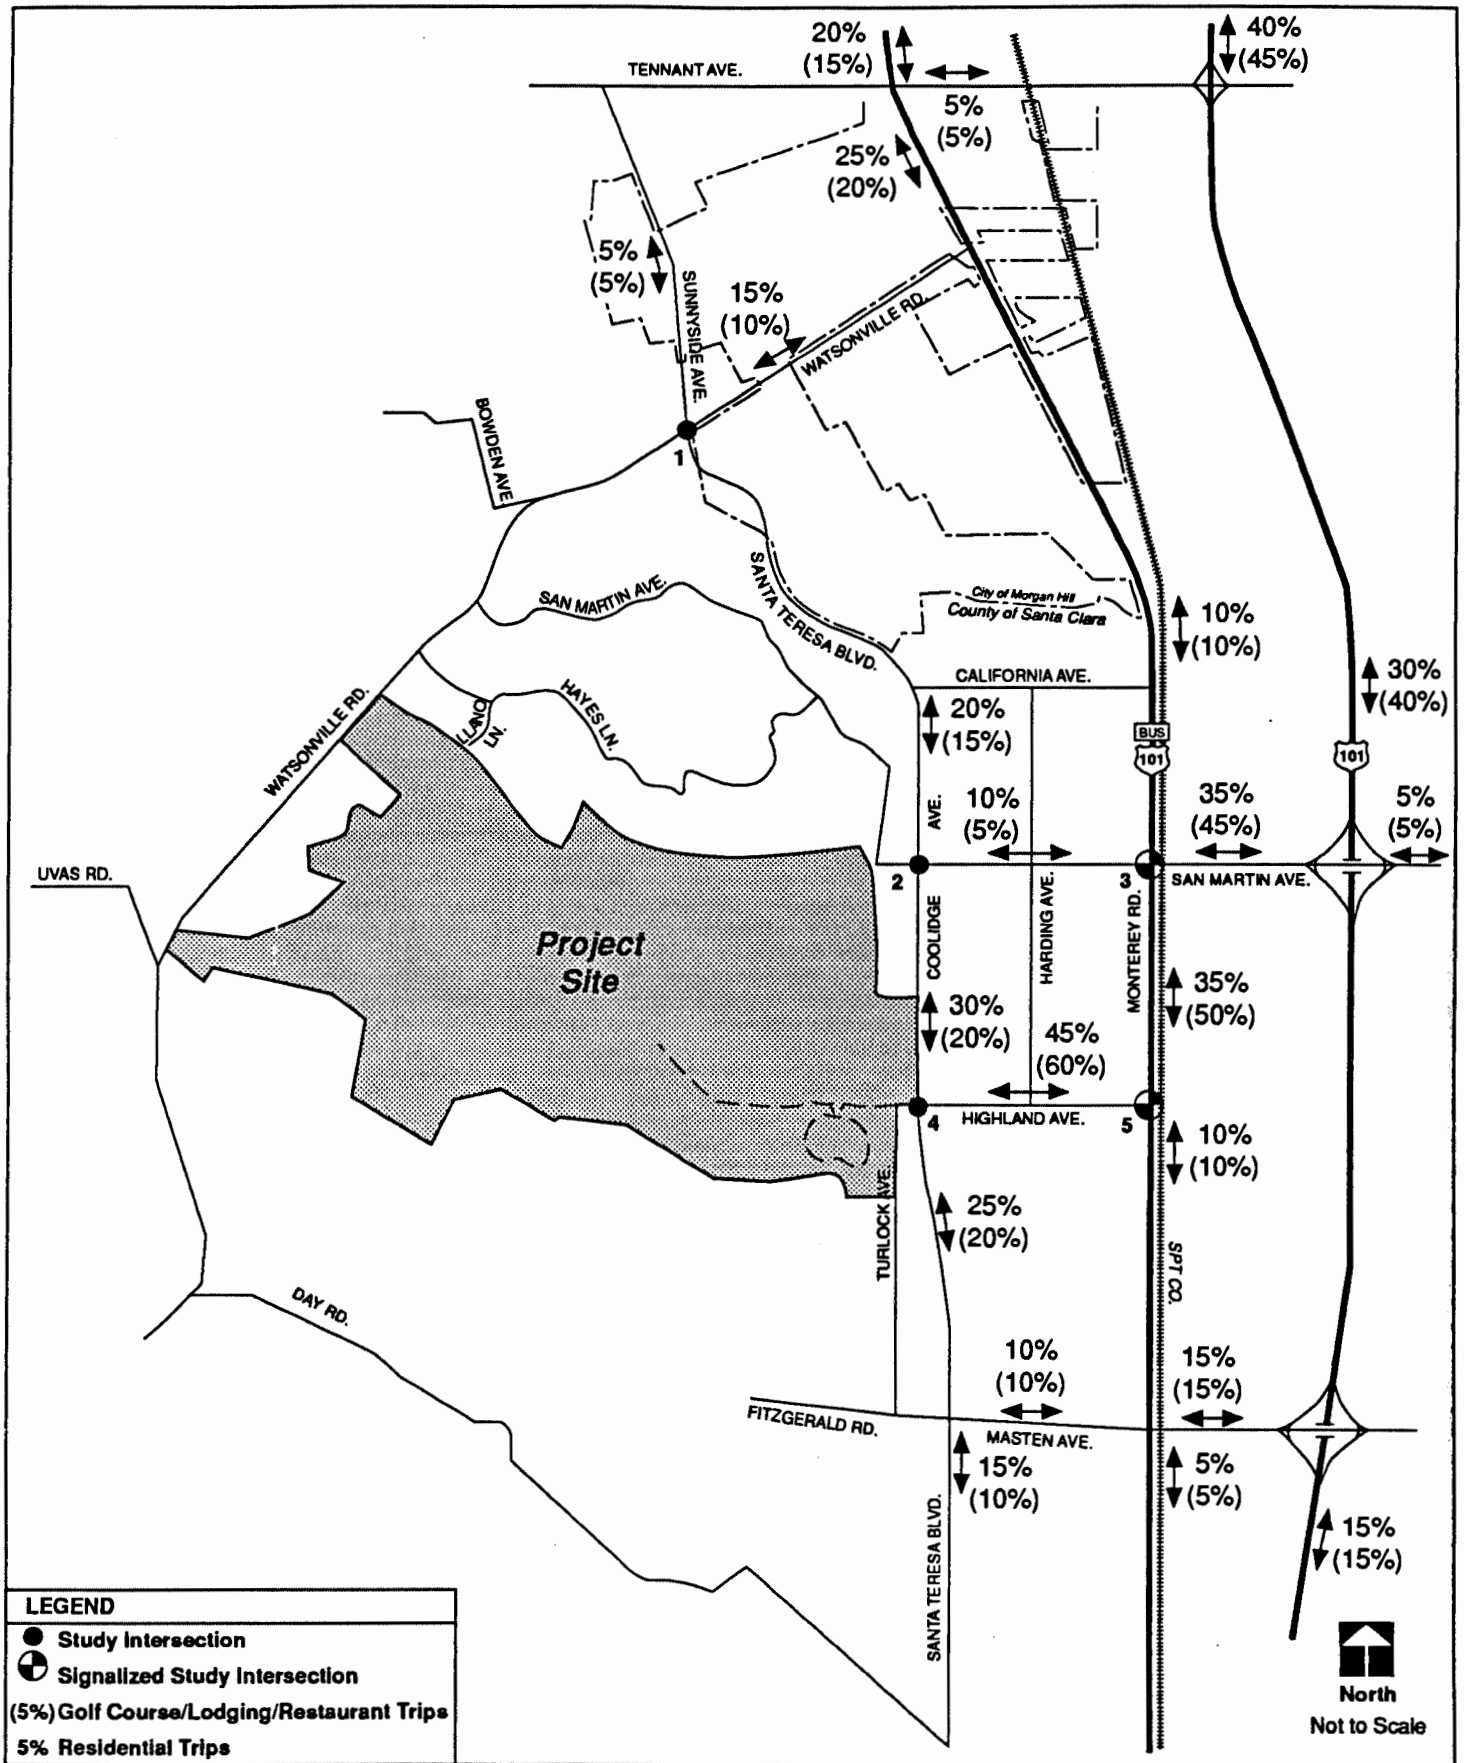 20%
(15%)
40%
(45%)
TENNANT AVE.
5%
(5%)
25%
(20%)
5%
(5%)
SUNNYSIDE AVE.
15%
(10%)
WATSONVILLE RD.
BOWDEN AVE.
1
SAN MARTIN AVE.
SANTA TERESA BLVD.
City of Morgan Hill
County of Santa Clara
10%
(10%)
CALIFORNIA AVE.
30%
(40%)
WATSONVILLE RD.
LLANO
LN.
HAYES LN.
20%
(15%)
BUS
101
101
AVE.
10%
(5%)
35%
(45%)
5%
(5%)
UVAS RD.
2
3
SAN MARTIN AVE.
COOLIDGE
HARDING AVE.
MONTEREY RD.
Project
Site
30%
(20%)
45%
(60%)
35%
(50%)
4
HIGHLAND AVE.
5
10%
(10%)
TURLOCK AVE.
25%
(20%)
SPT CO.
DAY RD.
10%
(10%)
15%
(15%)
FITZGERALD RD.
MASTEN AVE.
15%
(10%)
5%
(5%)
SANTA TERESA BLVD.
15%
(15%)
LEGEND
Study Intersection
Signalized Study Intersection
(5%) Golf Course/Lodging/Restaurant Trips
5% Residential Trips
North
Not to Scale